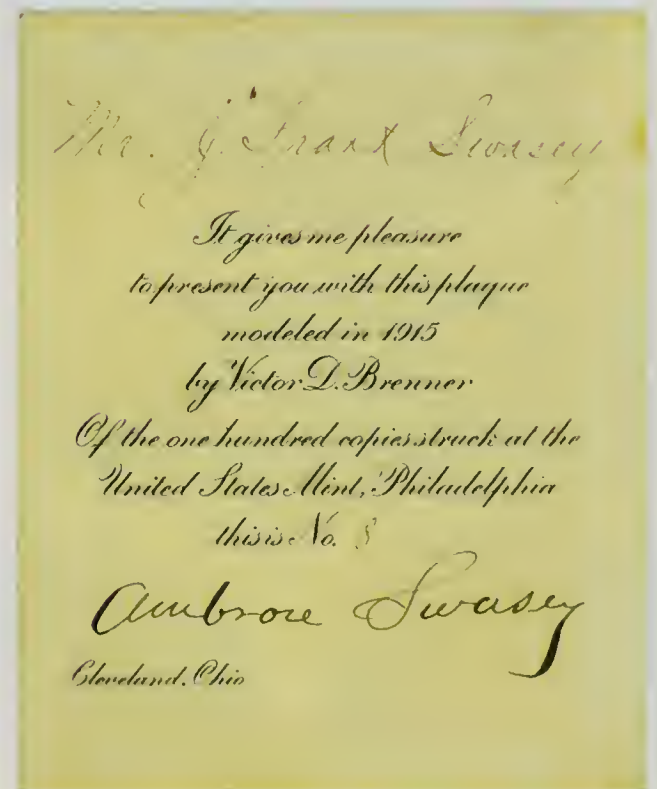 Mr. J. Frank Swasey
It gives me pleasure
to present you with this plaque
modeled in 1915
by Victor D. Brenner
Of the one hundred copies struck at the
United States Mint, Philadelphia
this is No. 8
Ambrose Swasey
Cleveland, Ohio